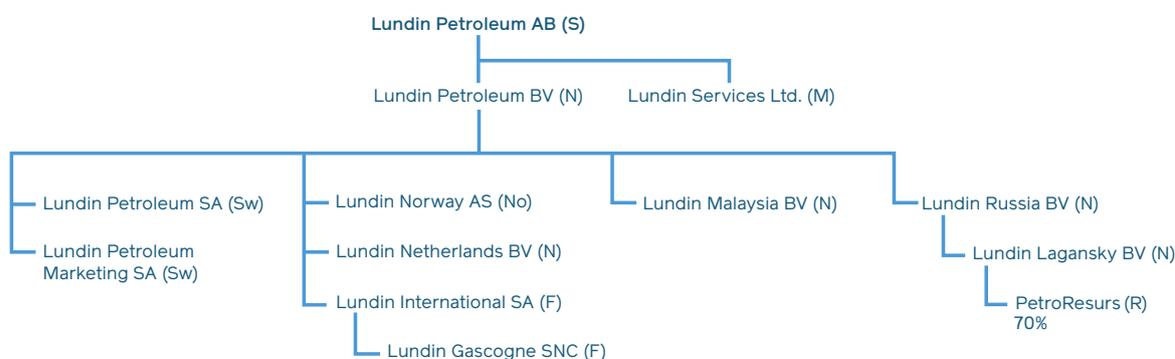 Lundin Petroleum AB (S)
Lundin Petroleum BV (N)
Lundin Services Ltd. (M)
Lundin Petroleum SA (Sw)
Lundin Petroleum
Marketing SA (Sw)
Lundin Norway AS (No)
Lundin Netherlands BV (N)
Lundin International SA (F)
Lundin Gascogne SNC (F)
Lundin Malaysia BV (N)
Lundin Russia BV (N)
Lundin Lagansky BV (N)
PetroResurs (R)
70%